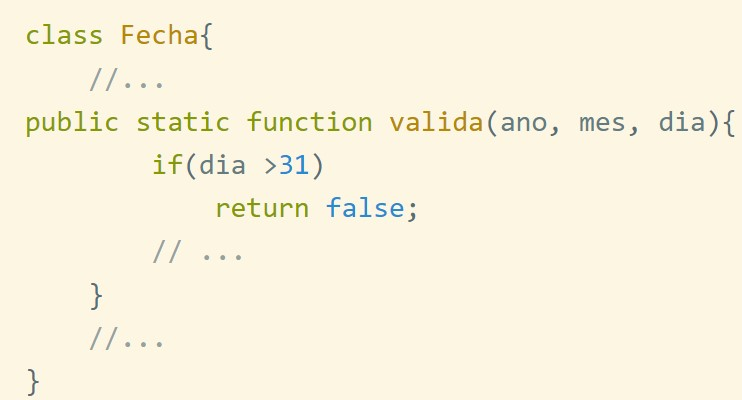 class Fecha{
    //...
public static function valida(ano, mes, dia){
        if(dia >31)
            return false;
        // ...
    }
    //...
}